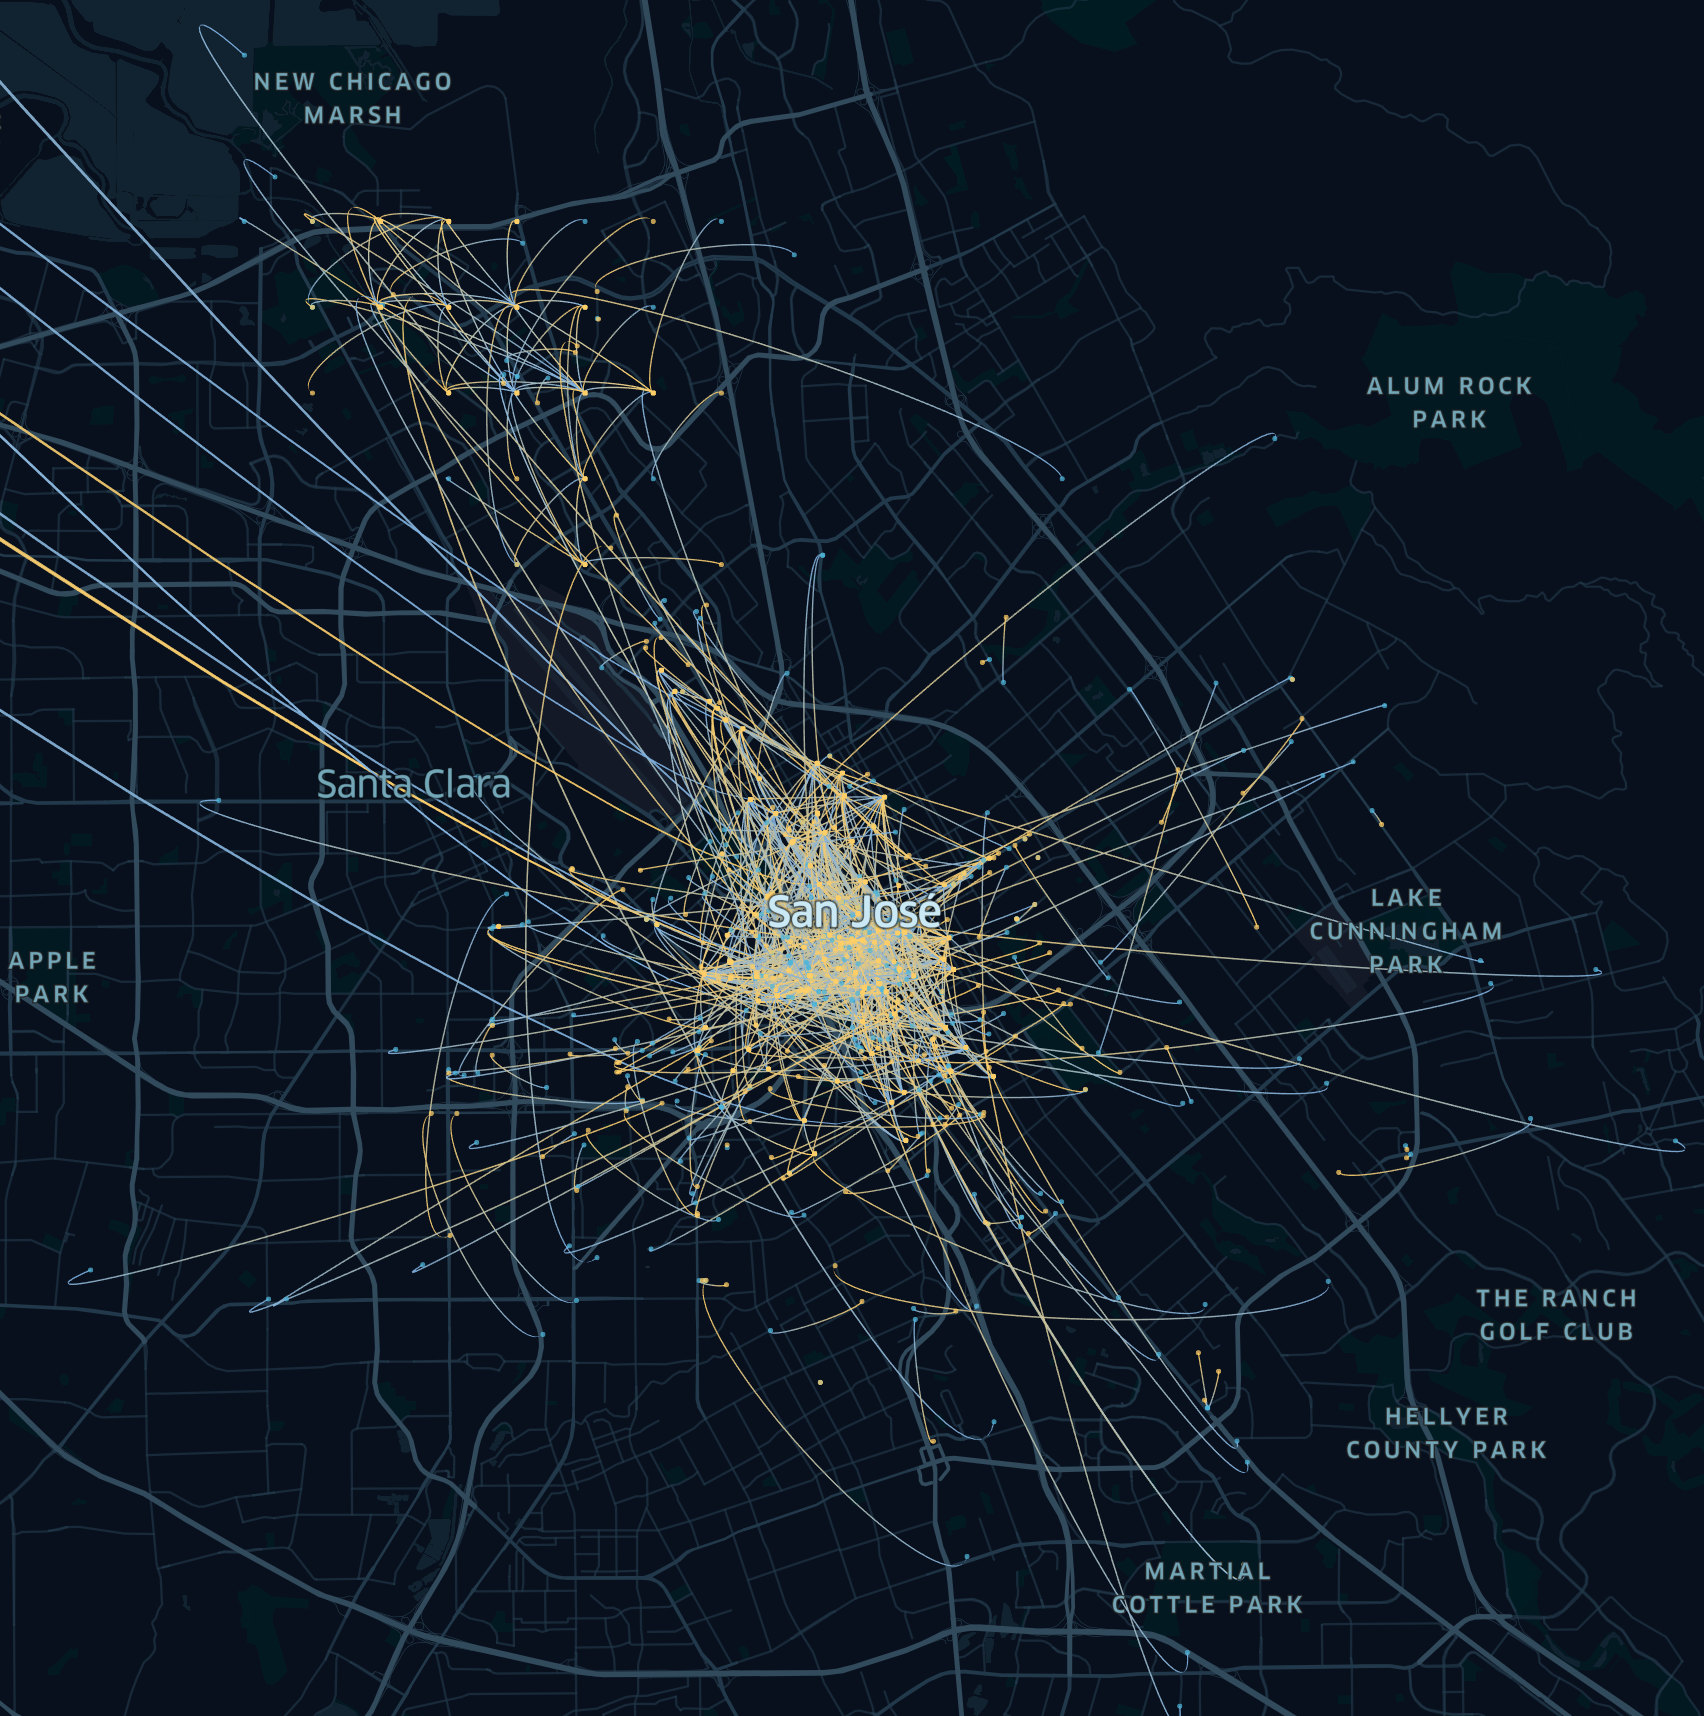 NEW CHICAGO
MARSH
ALUM ROCK
PARK
Santa Clara
San José
LAKE
CUNNINGHAM
PARK
APPLE
PARK
THE RANCH
GOLF CLUB
HELLYER
COUNTY PARK
MARTIAL
COTTLE PARK